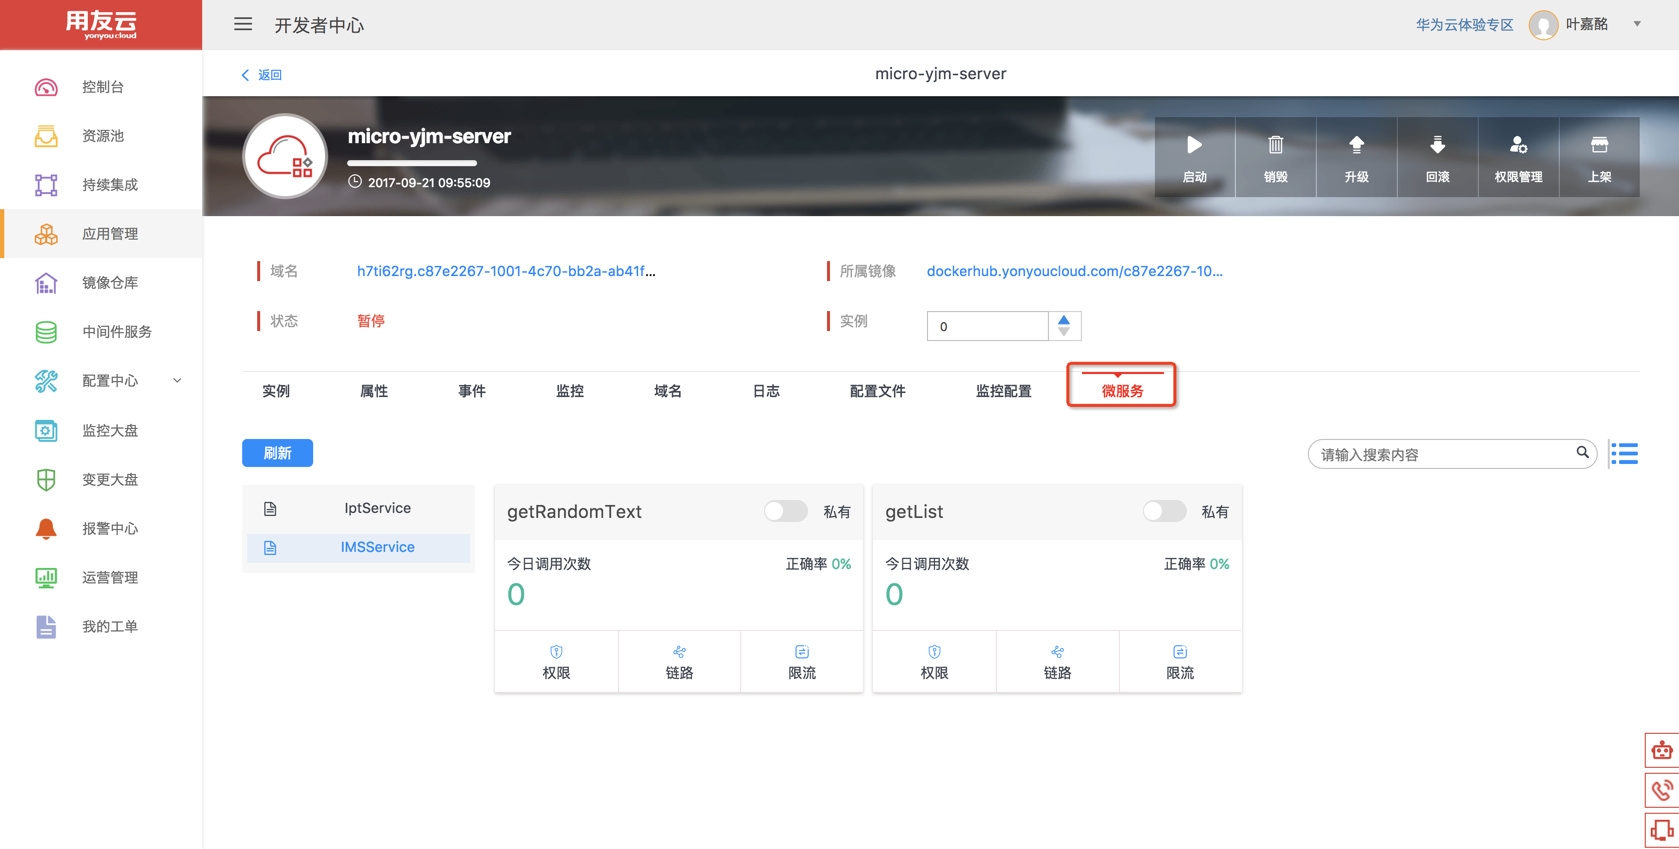 用友云
yonyoucloud
开发者中心
华为云体验专区
叶嘉酩
控制台
资源池
持续集成
应用管理
镜像仓库
中间件服务
配置中心
监控大盘
变更大盘
报警中心
运营管理
我的工单
返回
micro-yjm-server
micro-yjm-server
2017-09-21 09:55:09
启动
销毁
升级
回滚
权限管理
上架
域名
h7ti62rg.c87e2267-1001-4c70-bb2a-ab41f...
所属镜像
dockerhub.yonyoucloud.com/c87e2267-10...
状态
暂停
实例
0
实例
属性
事件
监控
域名
日志
配置文件
监控配置
微服务
刷新
请输入搜索内容
IptService
IMSService
getRandomText
私有
今日调用次数
正确率 0%
0
权限
链路
限流
getList
私有
今日调用次数
正确率 0%
0
权限
链路
限流